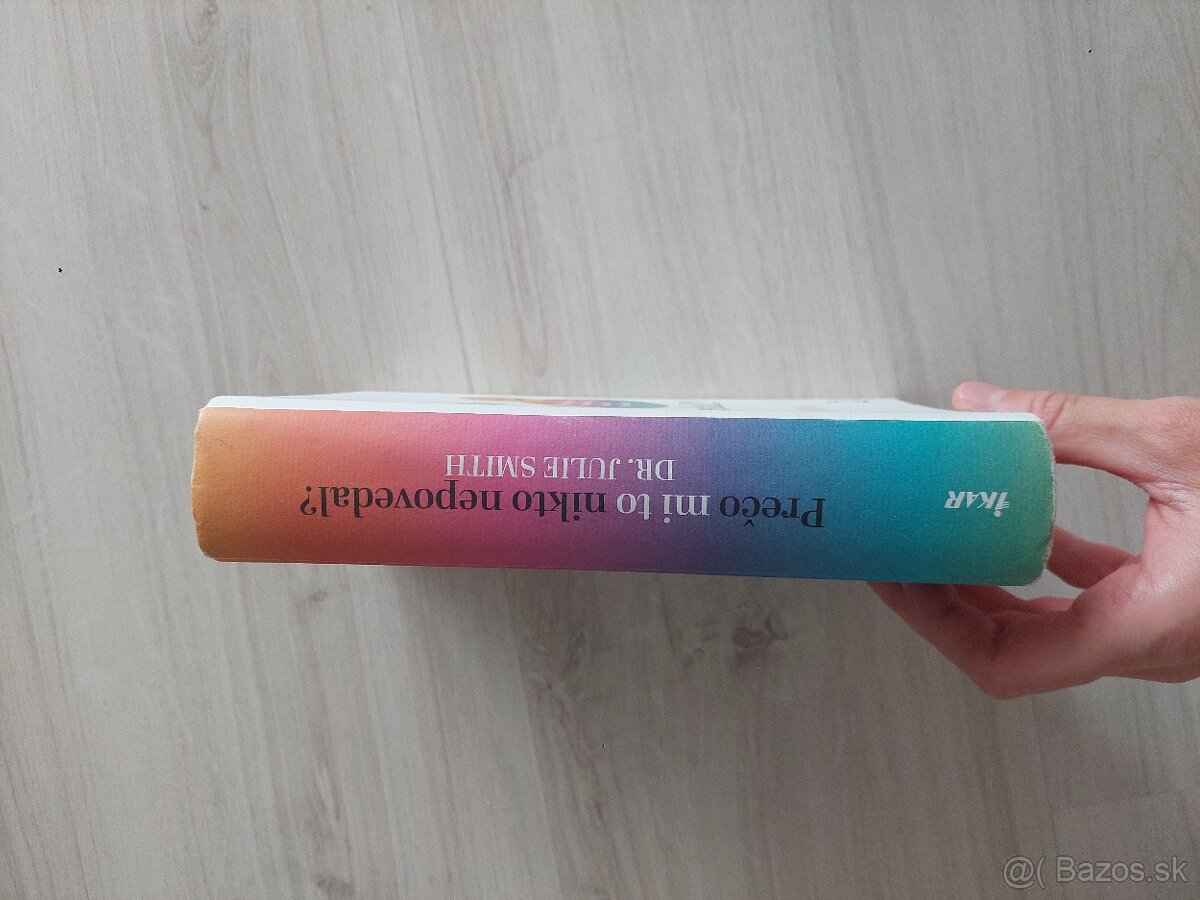 Prečo mi to nikto nepovedal?
DR. JULIE SMITH
IKAR
@( Bazos.sk